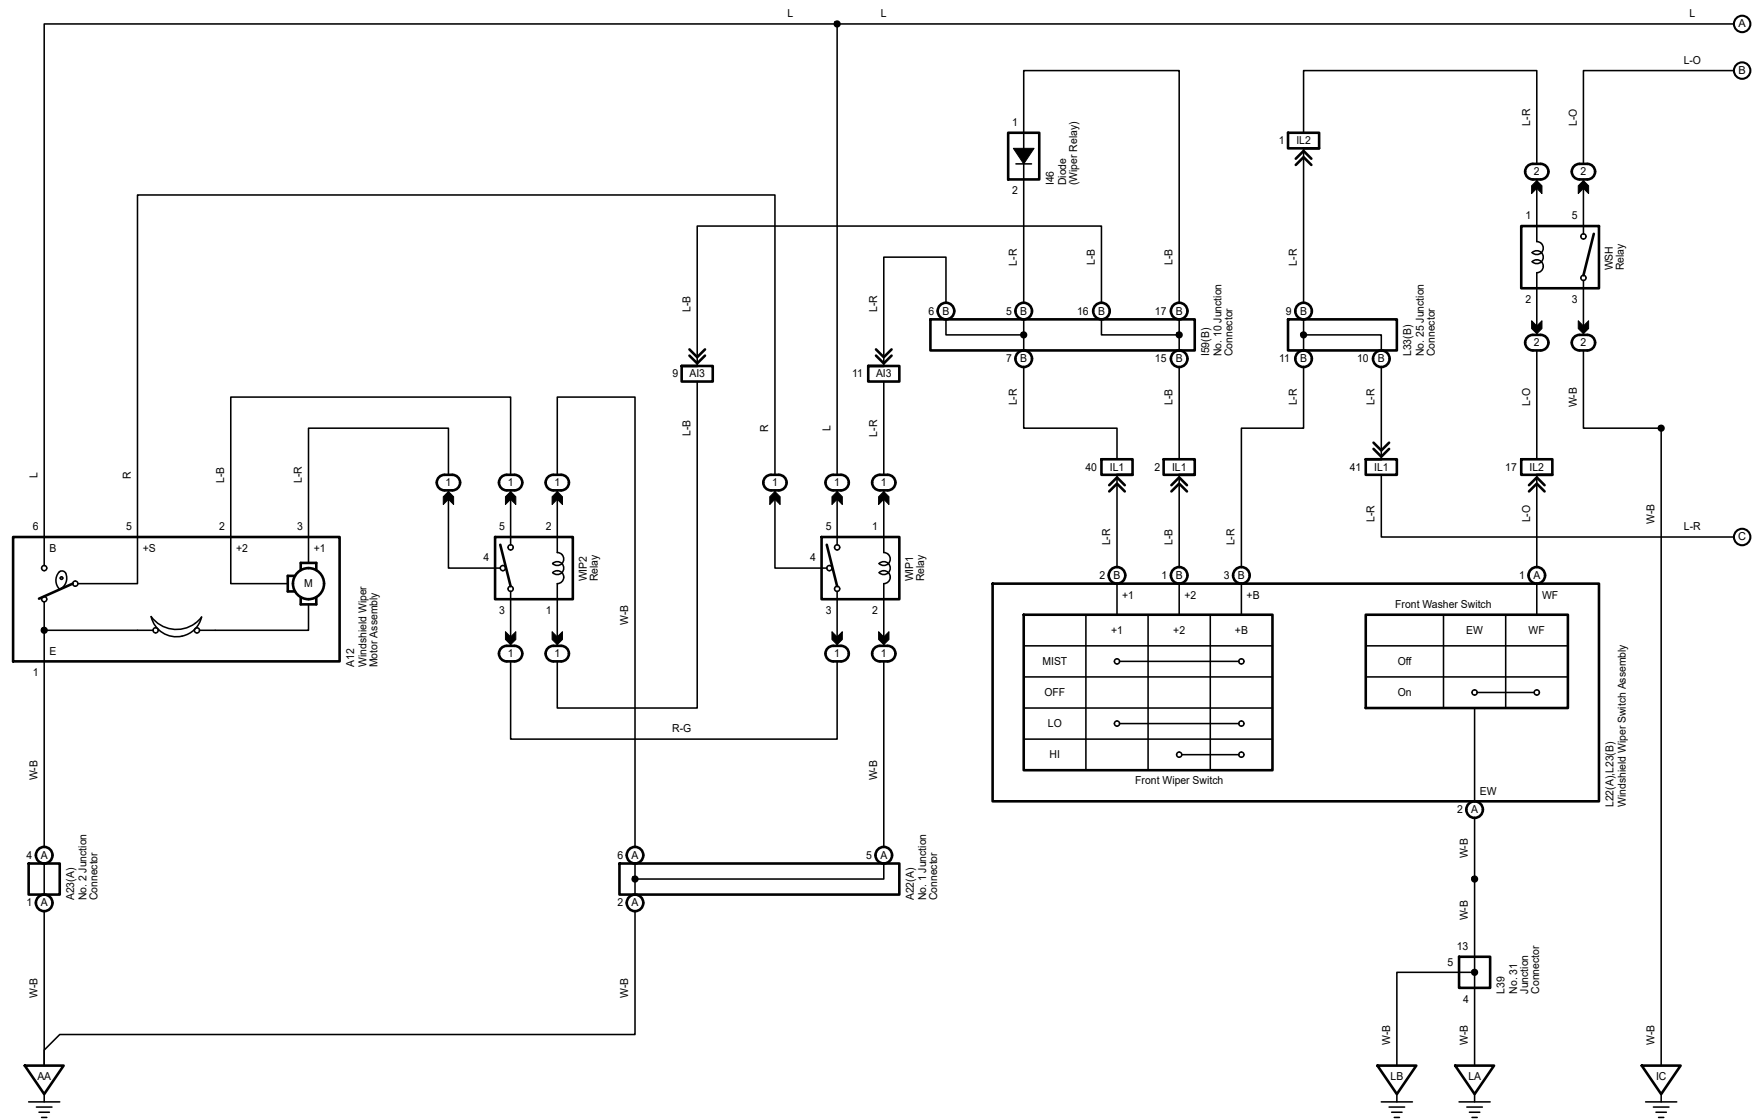 L
L
L
A
L-O
B
1
I46
Diode
(Wiper Relay)
2
L-R
L-O
1
IL2
2
2
1
5
WSH
Relay
2
3
2
2
L-R
L-B
L-B
L-R
L-B
L-R
6
B
5
B
16
B
17
B
7
B
15
B
I59(B)
No. 10 Junction
Connector
9
B
11
B
10
B
L33(B)
No. 25 Junction
Connector
9
AI3
11
AI3
L-R
L-B
L-R
L-R
L-O
W-B
L-B
R
L
L-R
L
R
L-B
L-R
40
IL1
2
IL1
41
IL1
17
IL2
1
1
1
1
1
1
L-R
L-B
L-R
L-R
L-O
W-B
L-R
C
6
5
2
3
B
+S
+2
+1
M
E
1
A12
Windshield Wiper
Motor Assembly
5
2
4
3
1
WIP2
Relay
5
1
4
3
2
WIP1
Relay
1
1
1
1
W-B
R-G
2
B
1
B
3
B
1
A
+1
+2
+B
WF
Front Washer Switch
+1
+2
+B
EW
WF
MIST
Off
OFF
On
LO
HI
Front Wiper Switch
EW
L22(A),L23(B)
Windshield Wiper Switch Assembly
2
A
W-B
W-B
W-B
4
A
1
A
A23(A)
No. 2 Junction
Connector
6
A
5
A
2
A
A22(A)
No. 1 Junction
Connector
W-B
13
5
4
L39
No. 31
Junction
Connector
W-B
W-B
W-B
W-B
W-B
AA
LB
LA
IC